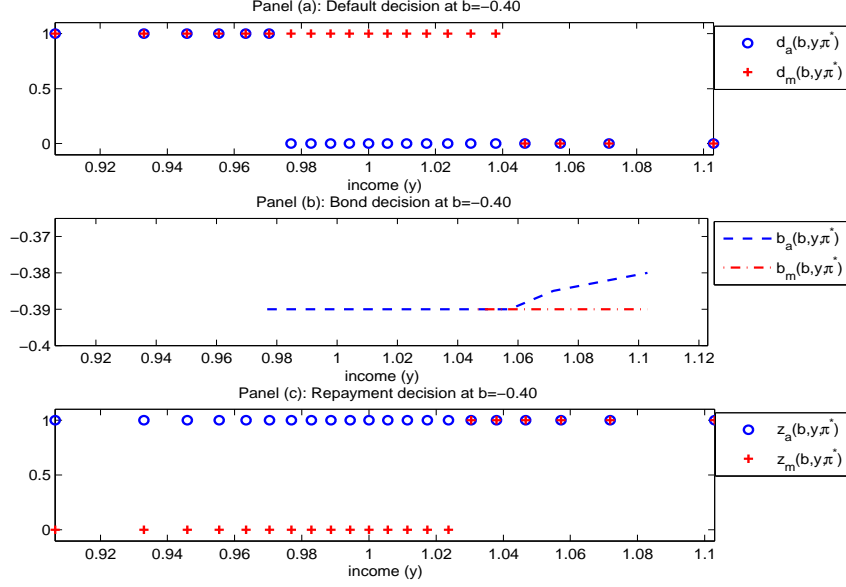 Panel (a): Default decision at b=−0.40
1
0.5
0
0.92 0.94 0.96 0.98 1 1.02 1.04 1.06 1.08 1.1
income (y)
d_a(b,y,π*)
d_m(b,y,π*)
Panel (b): Bond decision at b=−0.40
−0.37
−0.38
−0.39
−0.4
0.92 0.94 0.96 0.98 1 1.02 1.04 1.06 1.08 1.1 1.12
income (y)
b_a(b,y,π*)
b_m(b,y,π*)
Panel (c): Repayment decision at b=−0.40
1
0.5
0
0.92 0.94 0.96 0.98 1 1.02 1.04 1.06 1.08 1.1
income (y)
z_a(b,y,π*)
z_m(b,y,π*)